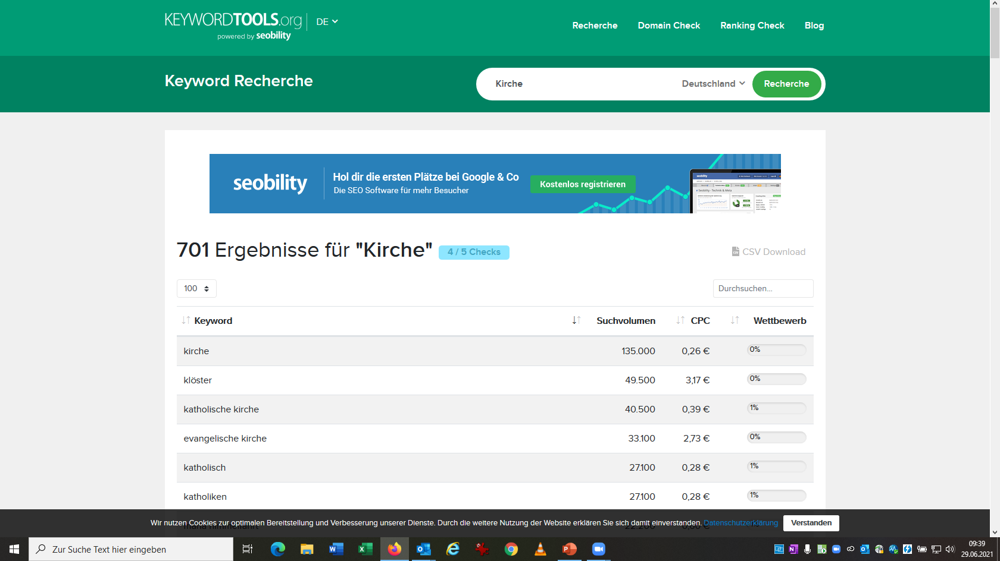 KEYWORDTOOLS.org
DE
powered by seobility
Recherche Domain Check Ranking Check Blog
Keyword Recherche
Kirche Deutschland Recherche
seobility
Hol dir die ersten Plätze bei Google & Co
Die SEO Software für mehr Besucher
Kostenlos registrieren
701 Ergebnisse für "Kirche" 4 / 5 Checks
CSV Download
100
Durchsuchen...
Keyword Suchvolumen CPC Wettbewerb
kirche 135.000 0,26 € 0%
klöster 49.500 3,17 € 0%
katholische kirche 40.500 0,39 € 1%
evangelische kirche 33.100 2,73 € 0%
katholisch 27.100 0,28 € 1%
katholiken 27.100 0,28 € 1%
Wir nutzen Cookies zur optimalen Bereitstellung und Verbesserung unserer Dienste. Durch die weitere Nutzung der Website erklären Sie sich damit einverstanden. Datenschutzerklärung Verstanden
Zur Suche Text hier eingeben
09:39
29.06.2021